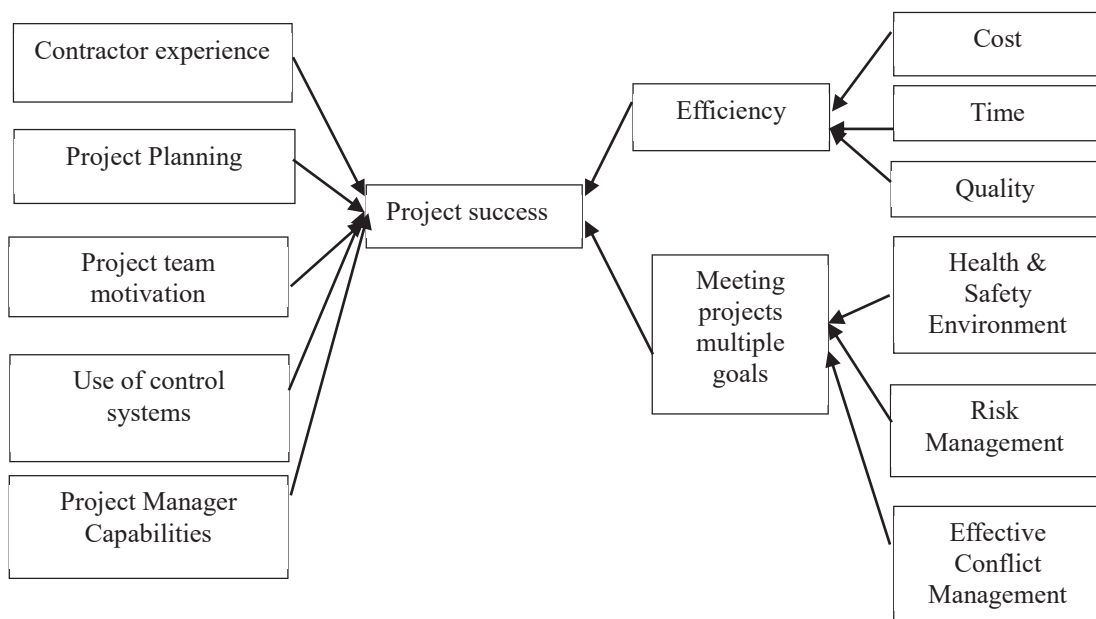 Contractor experience
Project Planning
Project team
motivation
Use of control
systems
Project Manager
Capabilities
Project success
Efficiency
Meeting
projects
multiple
goals
Cost
Time
Quality
Health &
Safety
Environment
Risk
Management
Effective
Conflict
Management